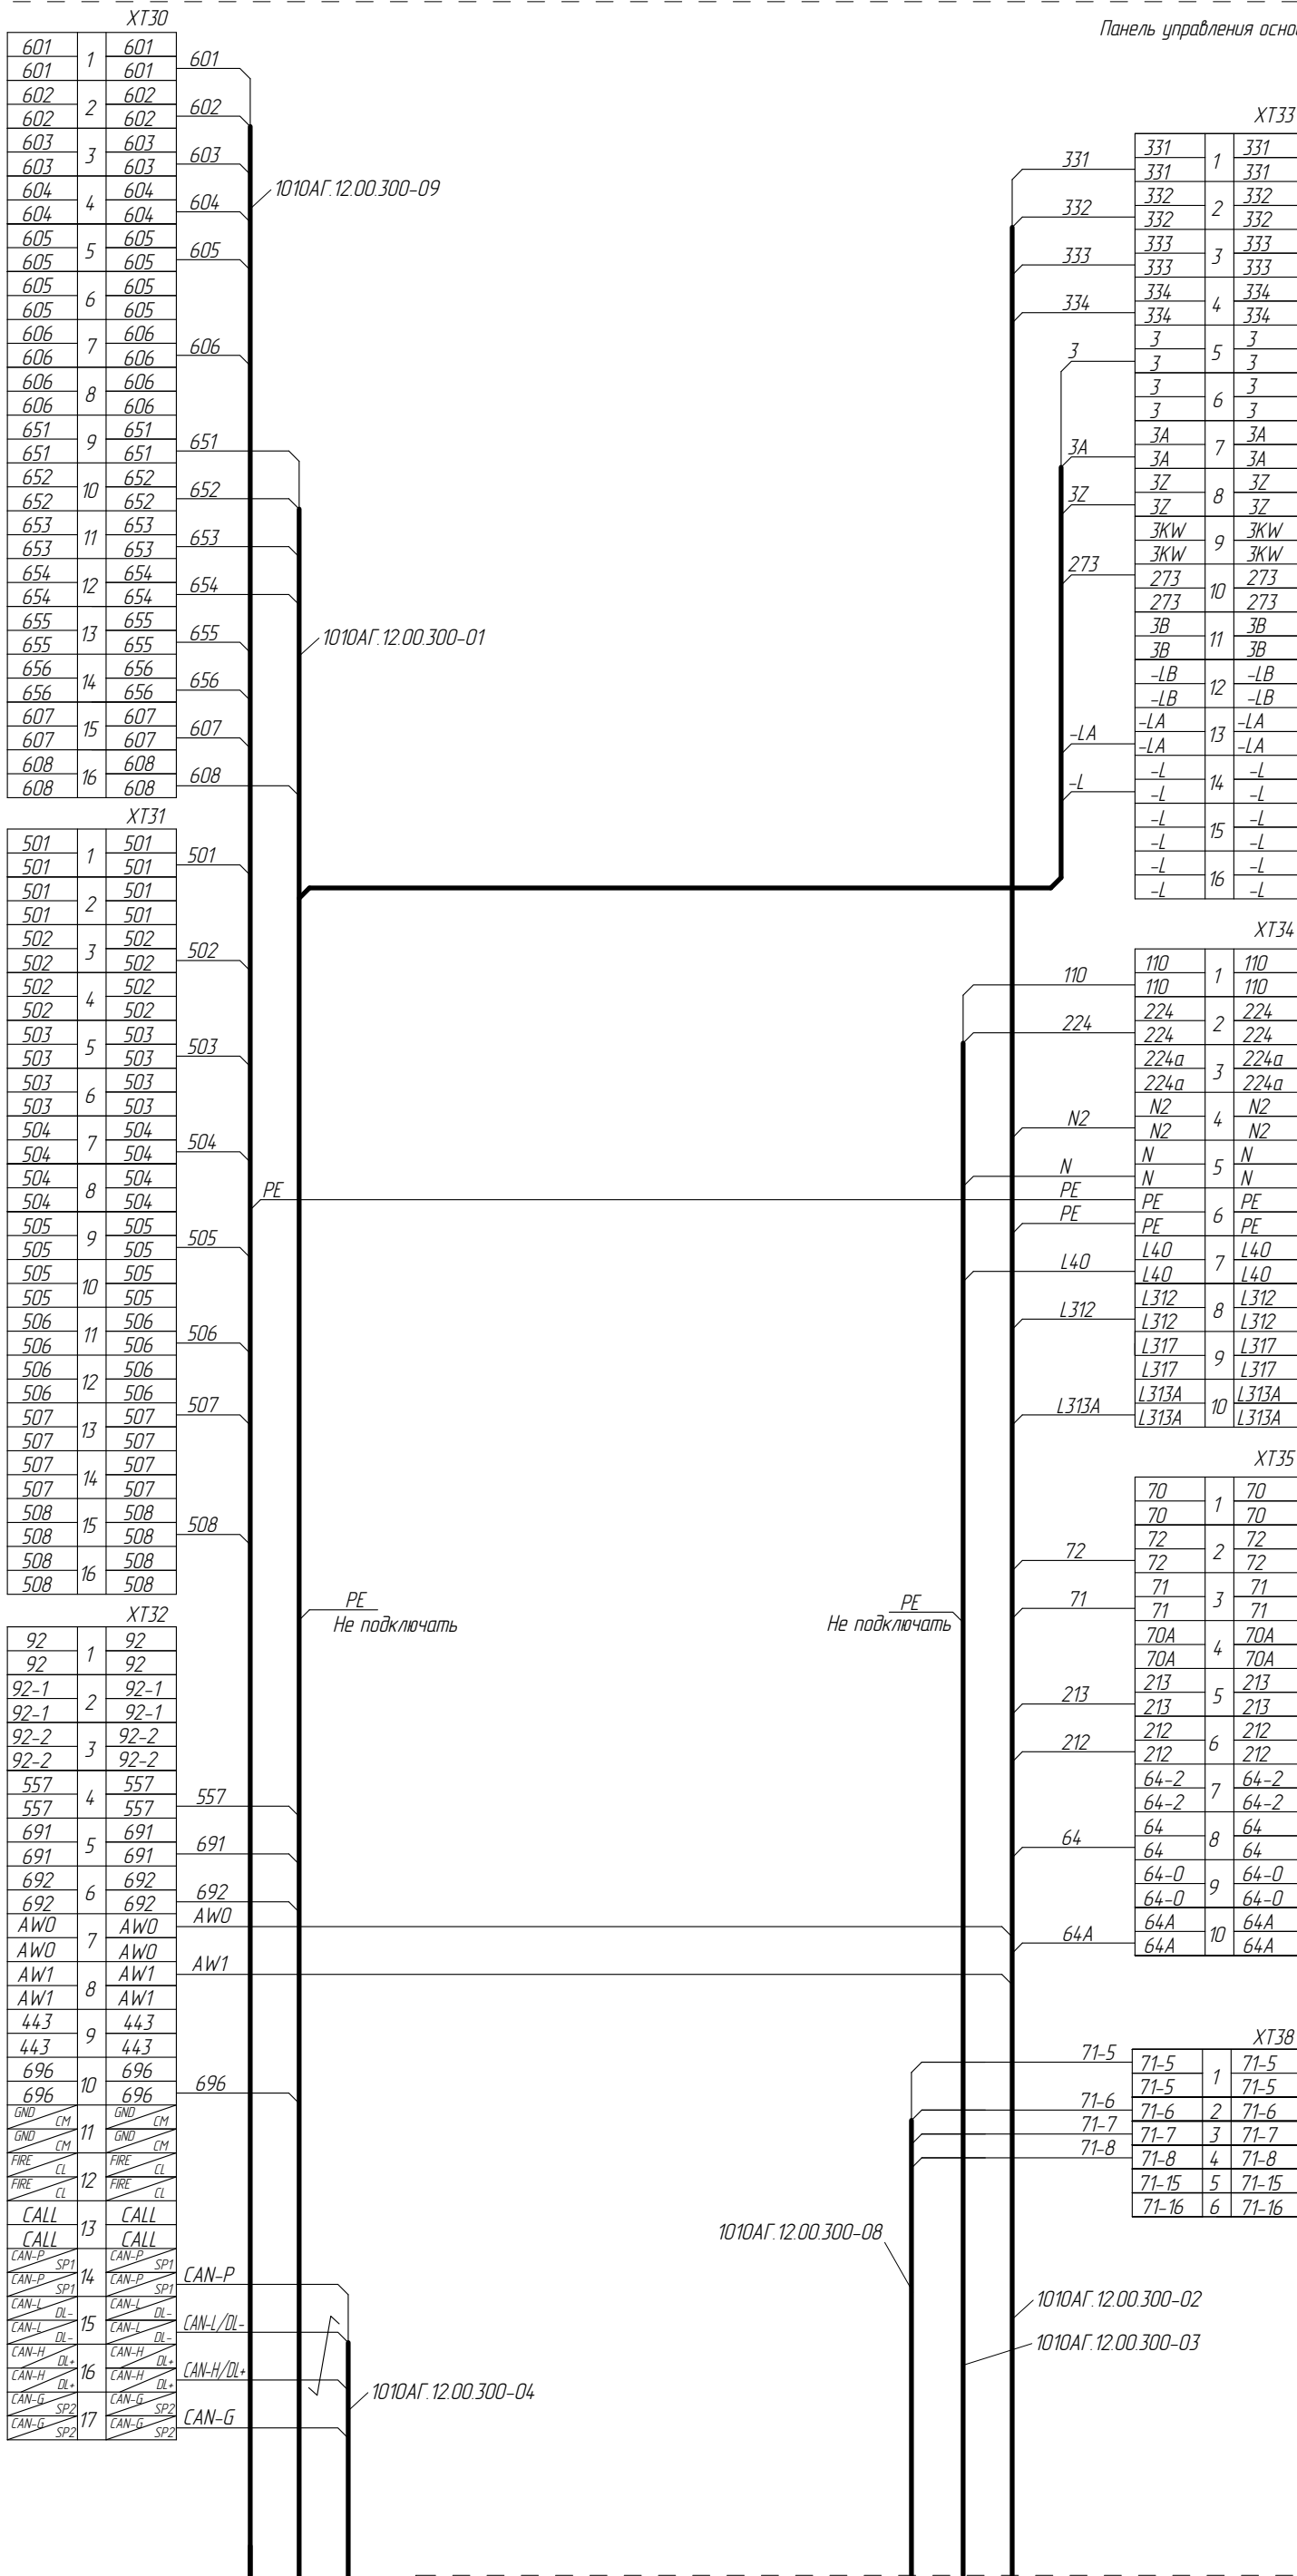 Панель управления осно
XT30
601 1 601
601 601
602 2 602
602 602
603 3 603
603 603
604 4 604
604 604
605 5 605
605 605
605 6 605
605 605
606 7 606
606 606
606 8 606
606 606
651 9 651
651 651
652 10 652
652 652
653 11 653
653 653
654 12 654
654 654
655 13 655
655 655
656 14 656
656 656
607 15 607
607 607
608 16 608
608 608
601
602
603
604
605
606
651
652
653
654
655
656
607
608
1010АГ.12.00.300-09
1010АГ.12.00.300-01
XT31
501 1 501
501 501
501 2 501
501 501
502 3 502
502 502
502 4 502
502 502
503 5 503
503 503
503 6 503
503 503
504 7 504
504 504
504 8 504
504 504
505 9 505
505 505
505 10 505
505 505
506 11 506
506 506
506 12 506
506 506
507 13 507
507 507
507 14 507
507 507
508 15 508
508 508
508 16 508
508 508
501
502
503
504
PE
505
506
507
508
PE
Не подключать
PE
Не подключать
XT32
92 1 92
92 92
92-1 2 92-1
92-1 92-1
92-2 3 92-2
92-2 92-2
557 4 557
557 557
691 5 691
691 691
692 6 692
692 692
AW0 7 AW0
AW0 AW0
AW1 8 AW1
AW1 AW1
443 9 443
443 443
696 10 696
696 696
GND CM 11 GND CM
GND CM GND CM
FIRE CL 12 FIRE CL
FIRE CL FIRE CL
CALL 13 CALL
CALL CALL
CAN-P SP1 14 CAN-P SP1
CAN-P SP1 CAN-P SP1
CAN-L DL- 15 CAN-L DL-
CAN-L DL- CAN-L DL-
CAN-H DL+ 16 CAN-H DL+
CAN-H DL+ CAN-H DL+
CAN-G SP2 17 CAN-G SP2
CAN-G SP2 CAN-G SP2
557
691
692
AW0
AW1
696
CAN-P
CAN-L/DL-
CAN-H/DL+
CAN-G
1010АГ.12.00.300-04
XT33
331 1 331
331 331
332 2 332
332 332
333 3 333
333 333
334 4 334
334 334
3 5 3
3 3
3 6 3
3 3
3A 7 3A
3A 3A
3Z 8 3Z
3Z 3Z
3KW 9 3KW
3KW 3KW
273 10 273
273 273
3B 11 3B
3B 3B
-LB 12 -LB
-LB -LB
-LA 13 -LA
-LA -LA
-L 14 -L
-L -L
-L 15 -L
-L -L
-L 16 -L
-L -L
331
332
333
334
3
3A
3Z
273
-LA
-L
XT34
110 1 110
110 110
224 2 224
224 224
224a 3 224a
224a 224a
N2 4 N2
N2 N2
N 5 N
N N
PE 6 PE
PE PE
L40 7 L40
L40 L40
L312 8 L312
L312 L312
L317 9 L317
L317 L317
L313A 10 L313A
L313A L313A
110
224
N2
N
PE
PE
L40
L312
L313A
XT35
70 1 70
70 70
72 2 72
72 72
71 3 71
71 71
70A 4 70A
70A 70A
213 5 213
213 213
212 6 212
212 212
64-2 7 64-2
64-2 64-2
64 8 64
64 64
64-0 9 64-0
64-0 64-0
64A 10 64A
64A 64A
72
71
213
212
64
64A
XT38
71-5 1 71-5
71-5 71-5
71-6 2 71-6
71-7 3 71-7
71-8 4 71-8
71-15 5 71-15
71-16 6 71-16
71-5
71-6
71-7
71-8
1010АГ.12.00.300-08
1010АГ.12.00.300-02
1010АГ.12.00.300-03